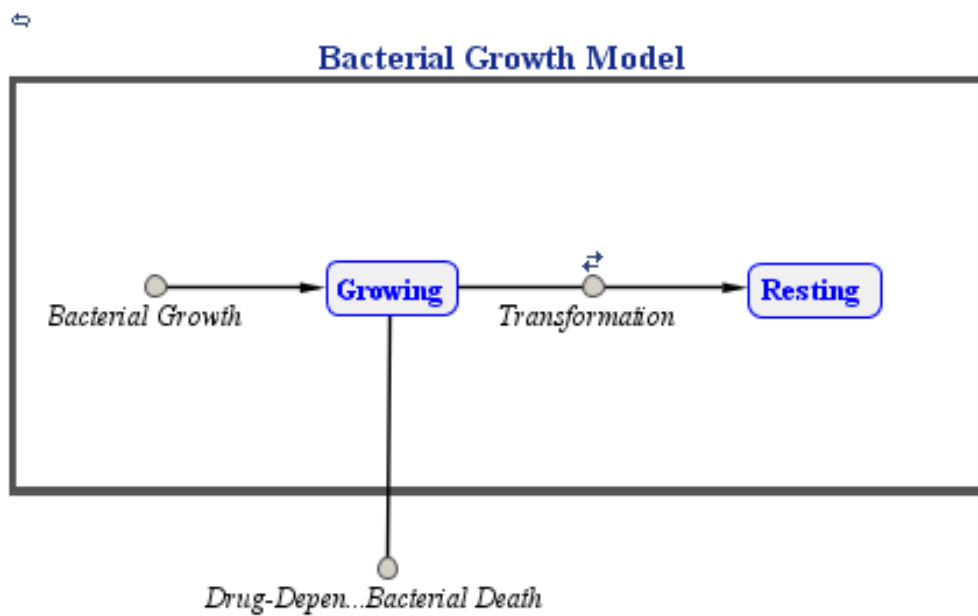 Bacterial Growth Model
Growing
Resting
Bacterial Growth
Transformation
Drug-Depen...Bacterial Death